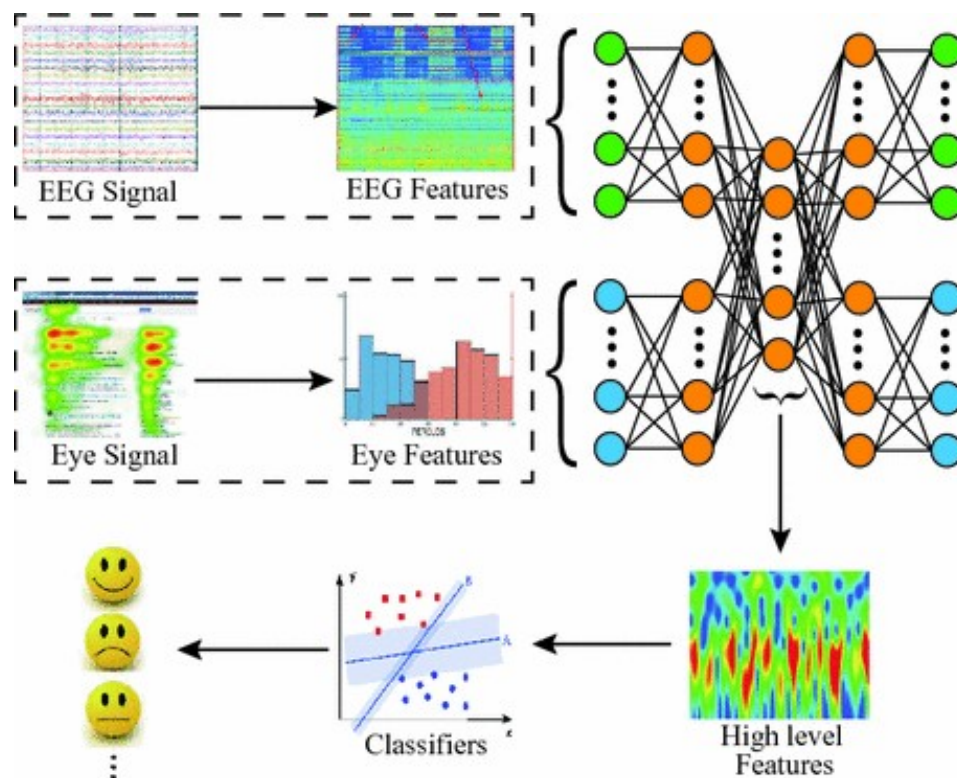 EEG Signal
EEG Features
Eye Signal
Eye Features
High level
Features
Classifiers
B
A